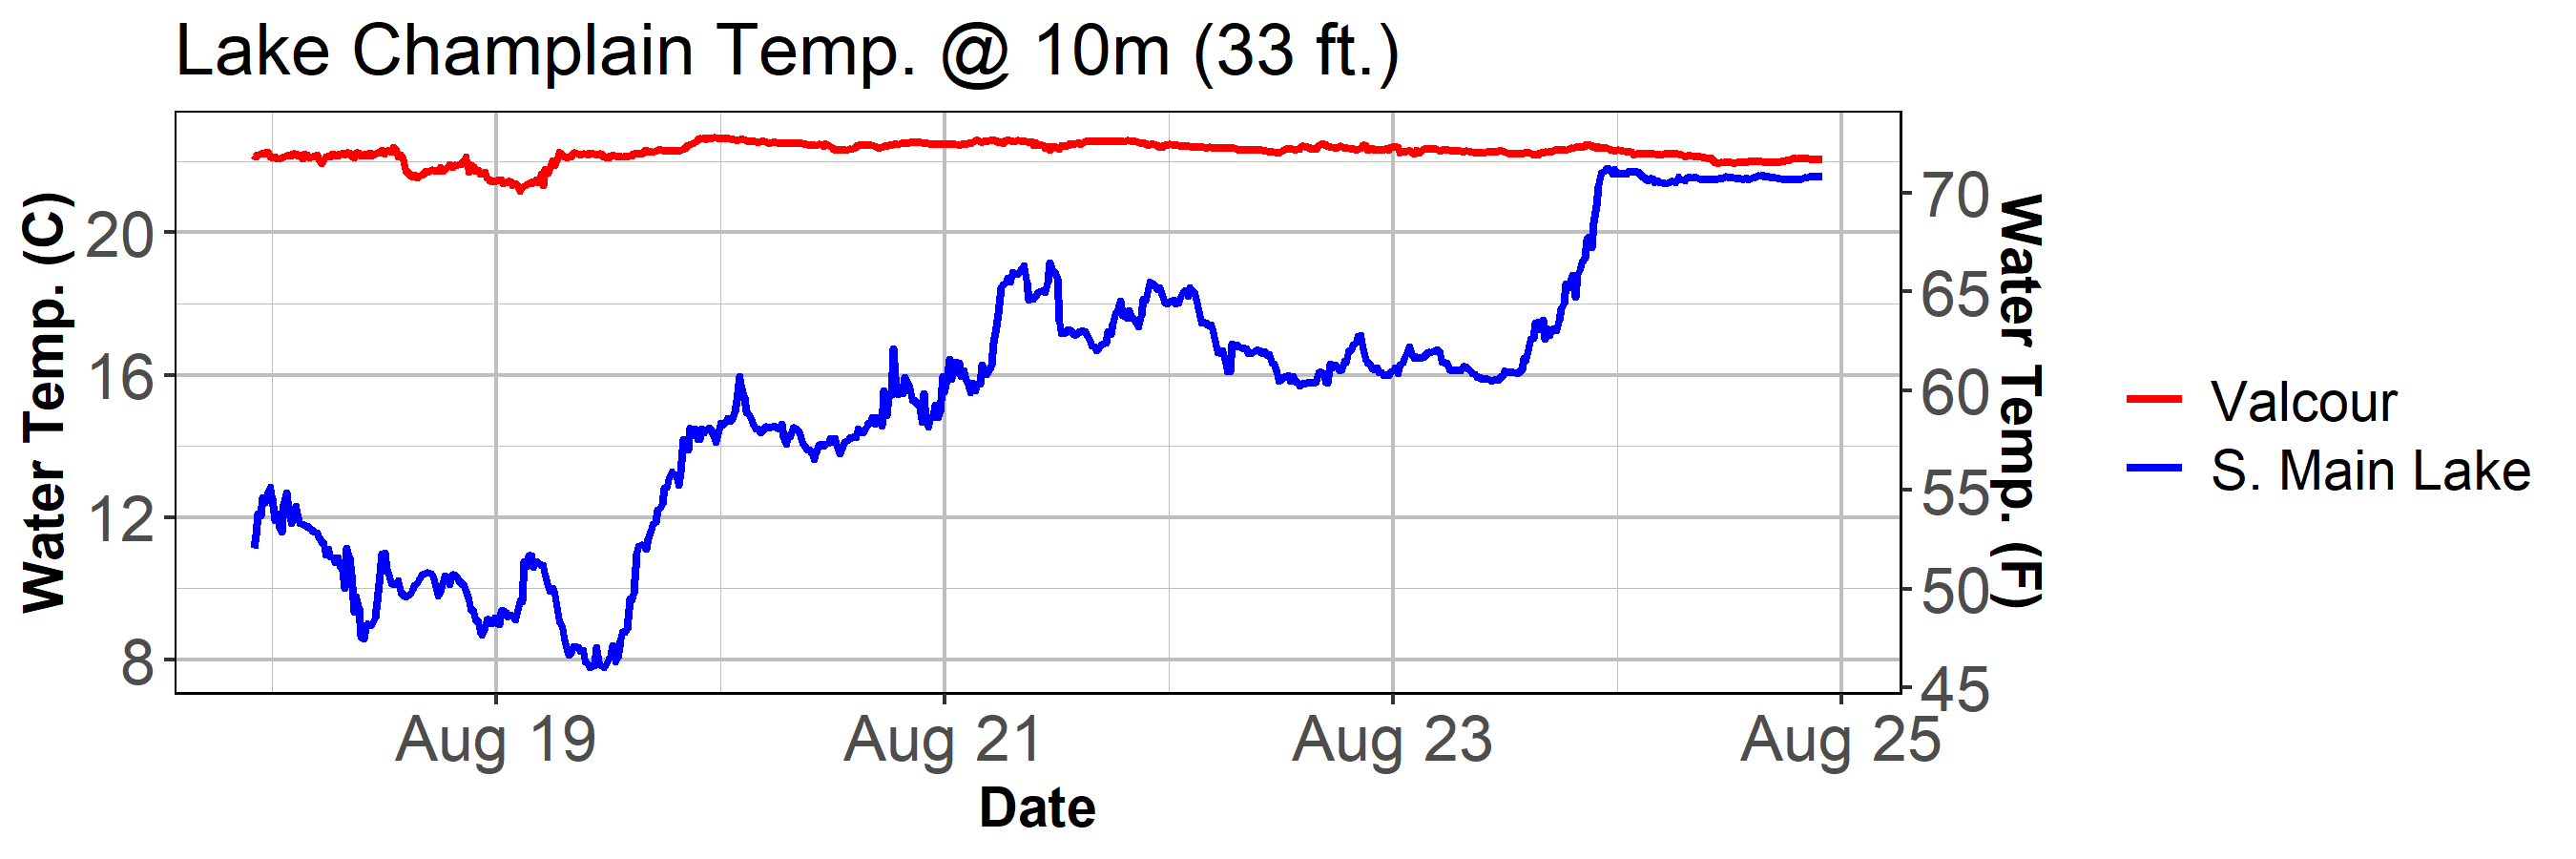 Lake Champlain Temp. @ 10m (33 ft.)
Water Temp. (C)
20
16
12
8
70
65
60
55
50
45
Water Temp. (F)
Aug 19
Aug 21
Aug 23
Aug 25
Date
Valcour
S. Main Lake